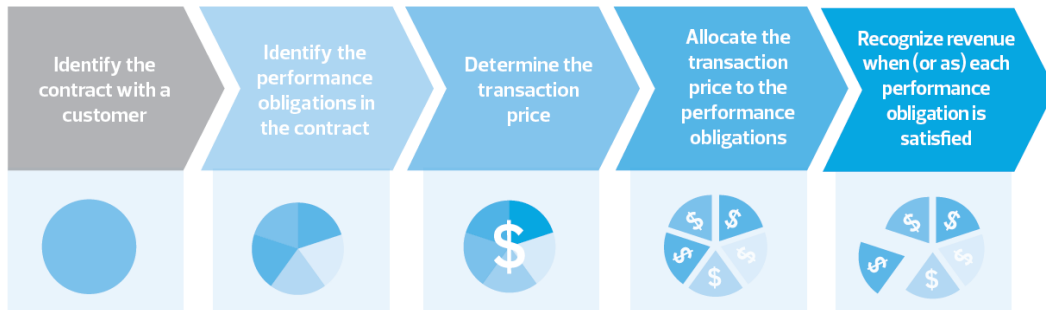 Identify the
contract with a
customer
Identify the
performance
obligations in
the contract
Determine the
transaction
price
Allocate the
transaction
price to the
performance
obligations
Recognize revenue
when (or as) each
performance
obligation is
satisfied
$
$
$
$
$
$
$
$
$
$
$